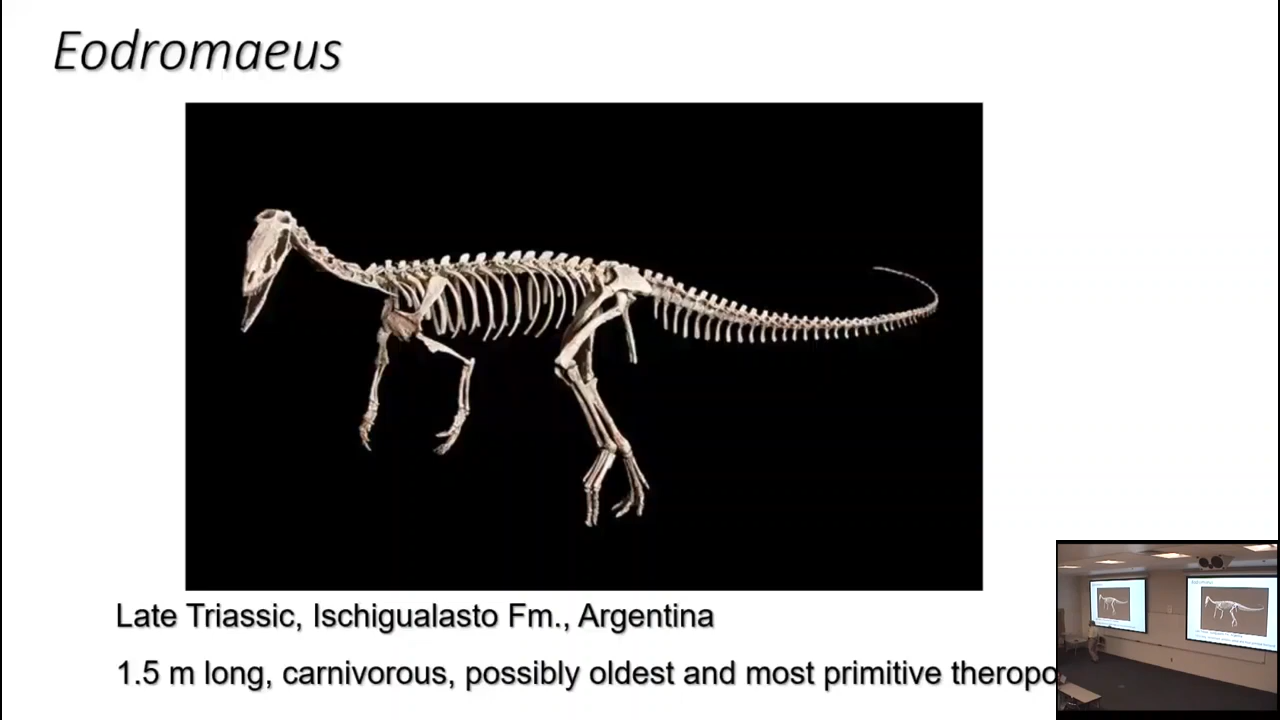 Eodromaeus
Late Triassic, Ischigualasto Fm., Argentina
1.5 m long, carnivorous, possibly oldest and most primitive theropo